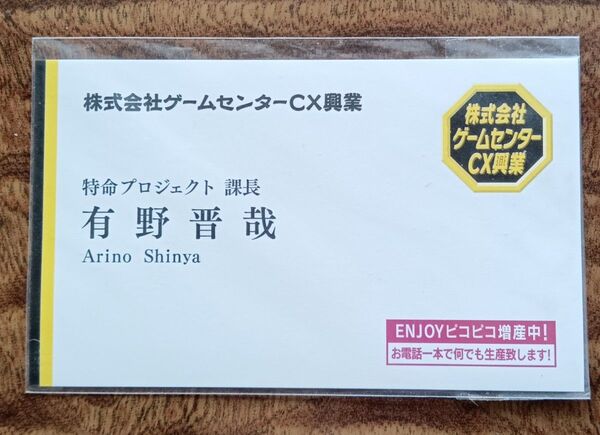 株式会社ゲームセンターCX興業
株式会社
ゲームセンター
CX興業
特命プロジェクト 課長
有野晋哉
Arino Shinya
ENJOYピコピコ増産中!
お電話一本で何でも生産致します!